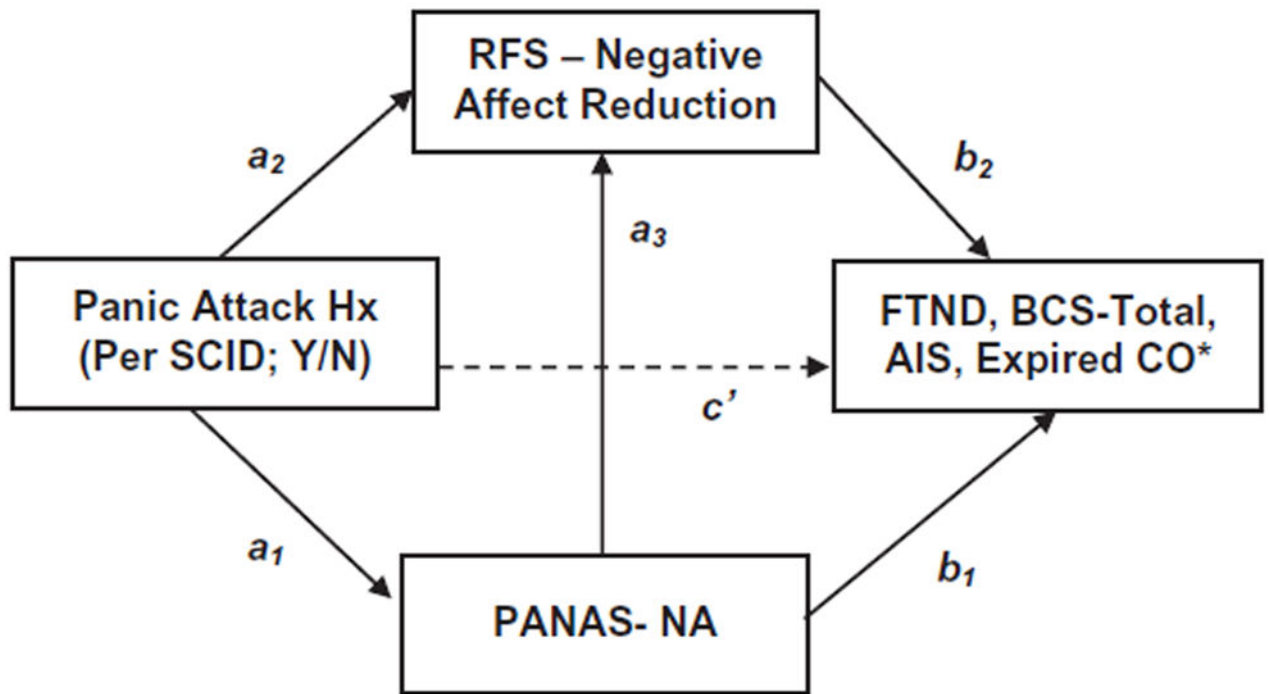 RFS – Negative
Affect Reduction
a₂
b₂
a₃
Panic Attack Hx
(Per SCID; Y/N)
FTND, BCS-Total,
AIS, Expired CO*
c’
a₁
b₁
PANAS- NA